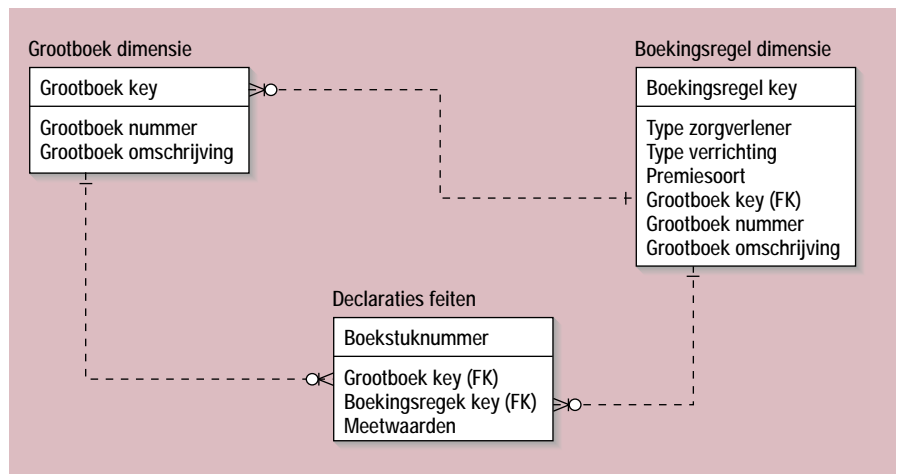 Grootboek dimensie
Grootboek key
Grootboek nummer
Grootboek omschrijving
Boekingsregel dimensie
Boekingsregel key
Type zorgverlener
Type verrichting
Premiesoort
Grootboek key (FK)
Grootboek nummer
Grootboek omschrijving
Declaraties feiten
Boekstuknummer
Grootboek key (FK)
Boekingsregek key (FK)
Meetwaarden